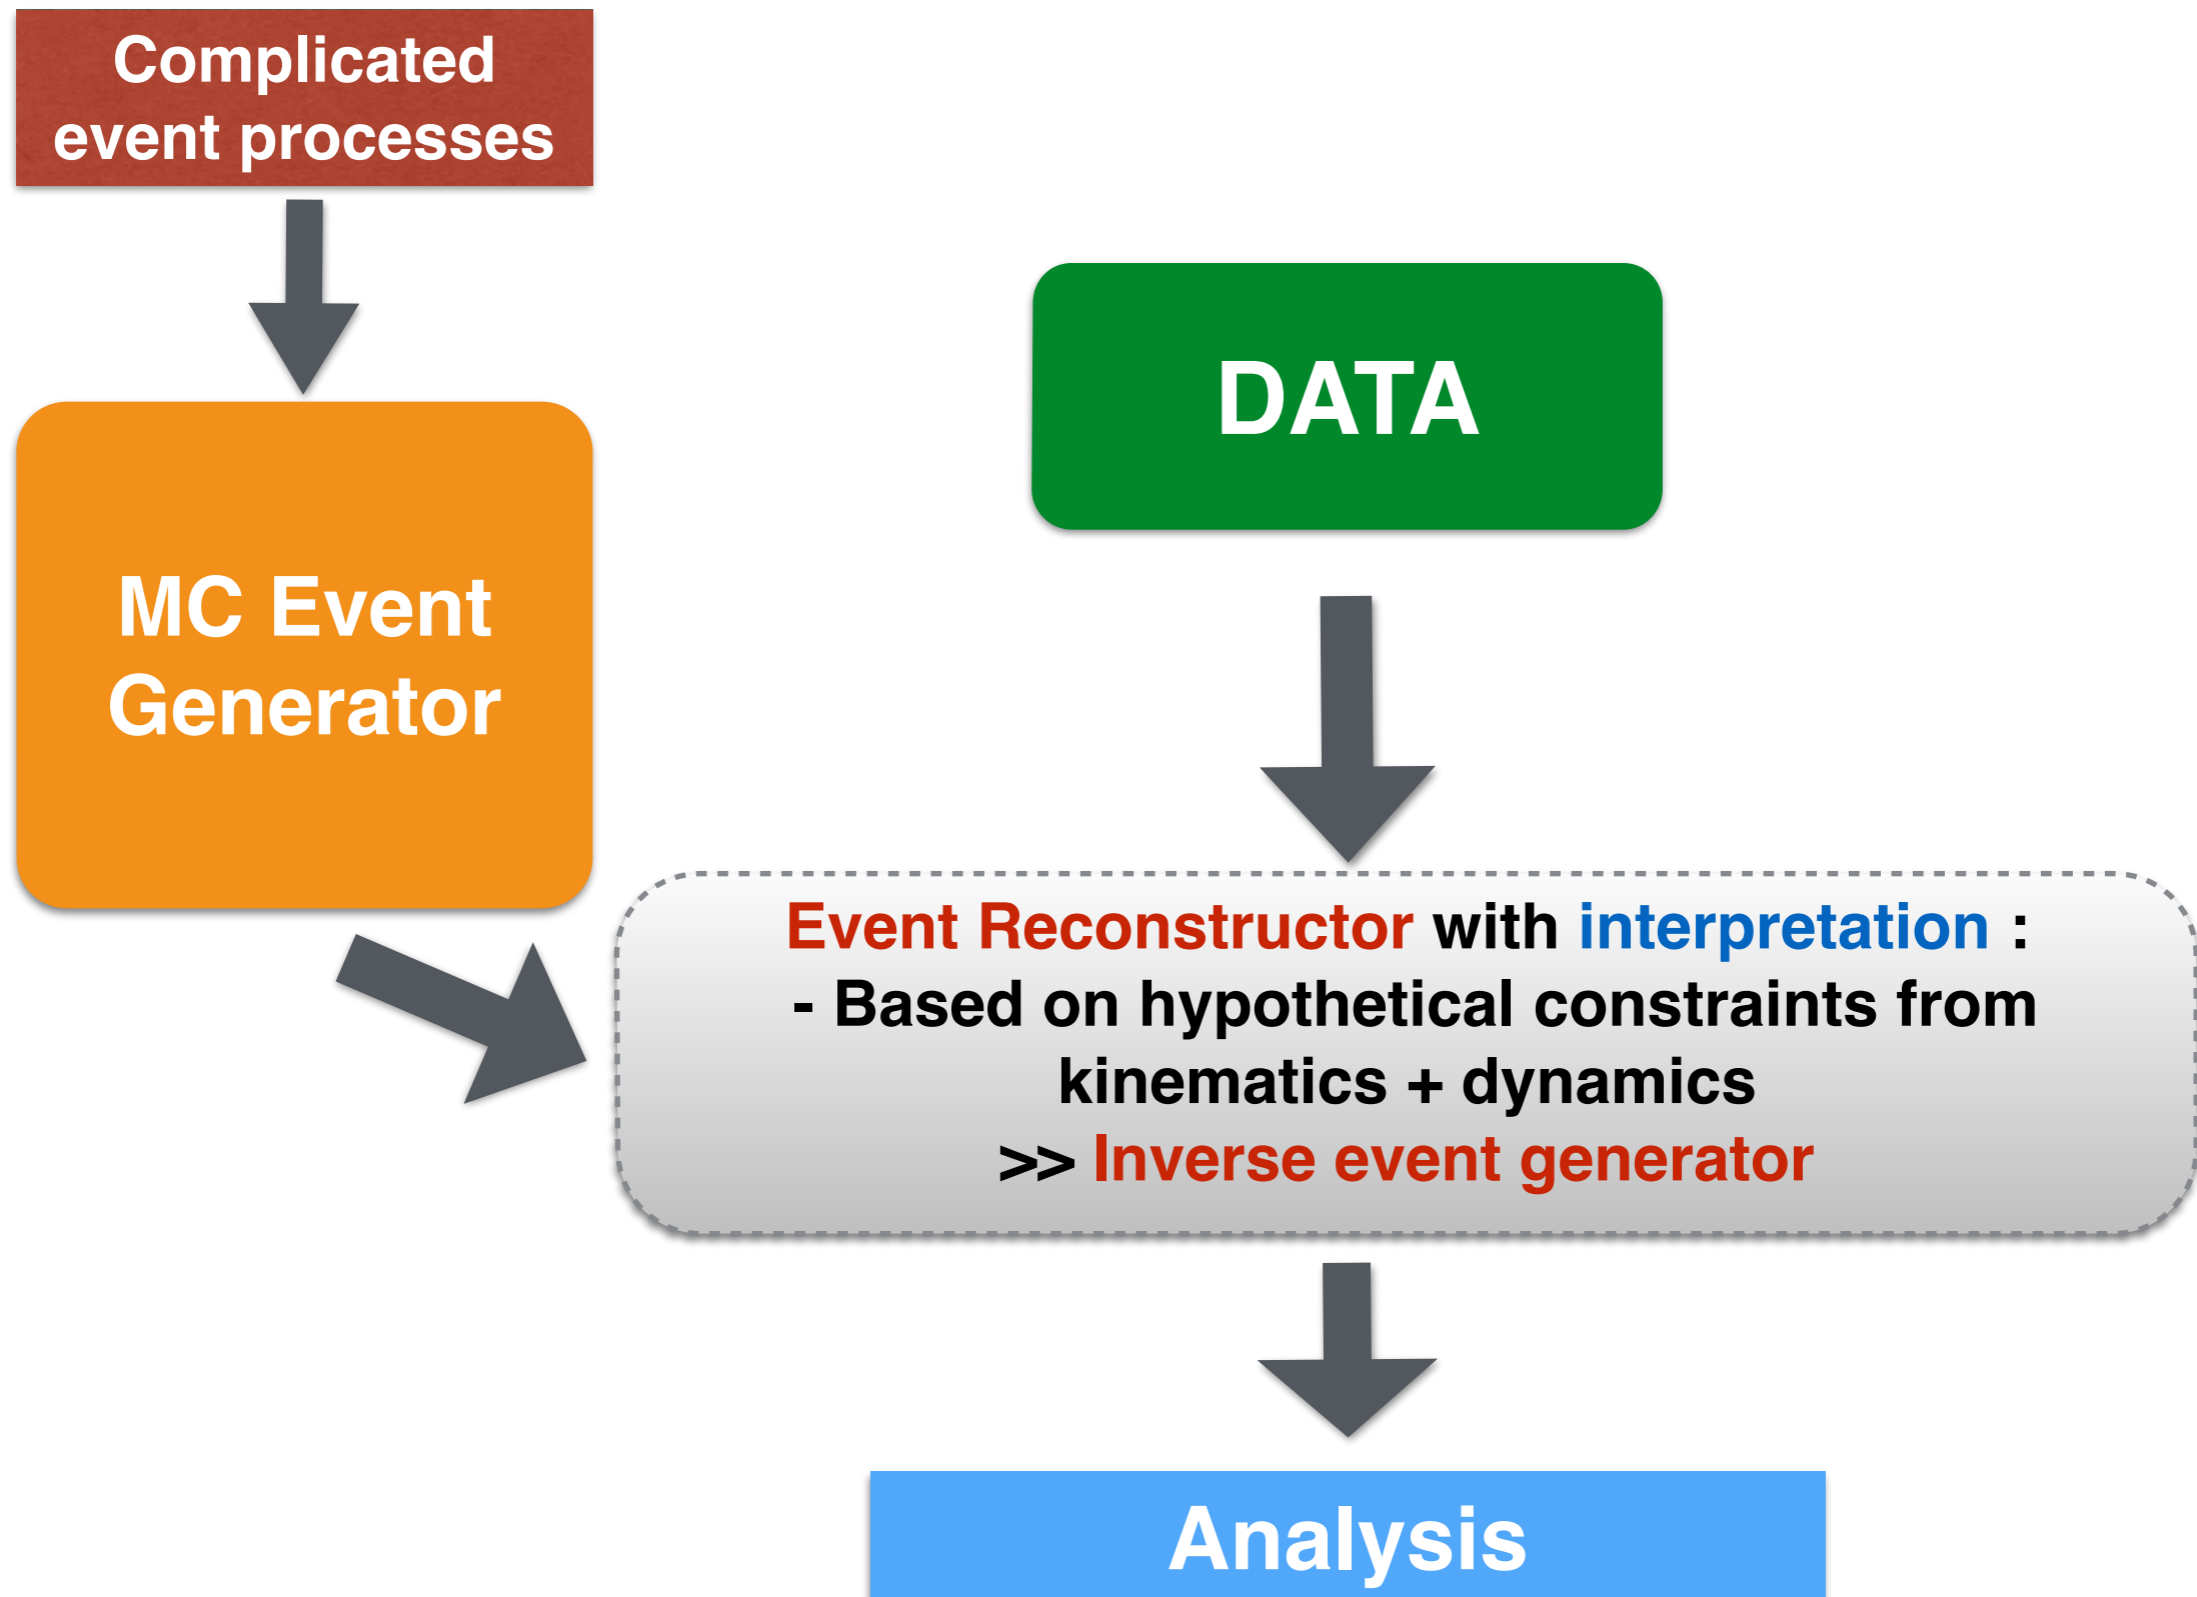 Complicated
event processes
DATA
MC Event
Generator
Event Reconstructor with interpretation :
- Based on hypothetical constraints from
kinematics + dynamics
>> Inverse event generator
Analysis